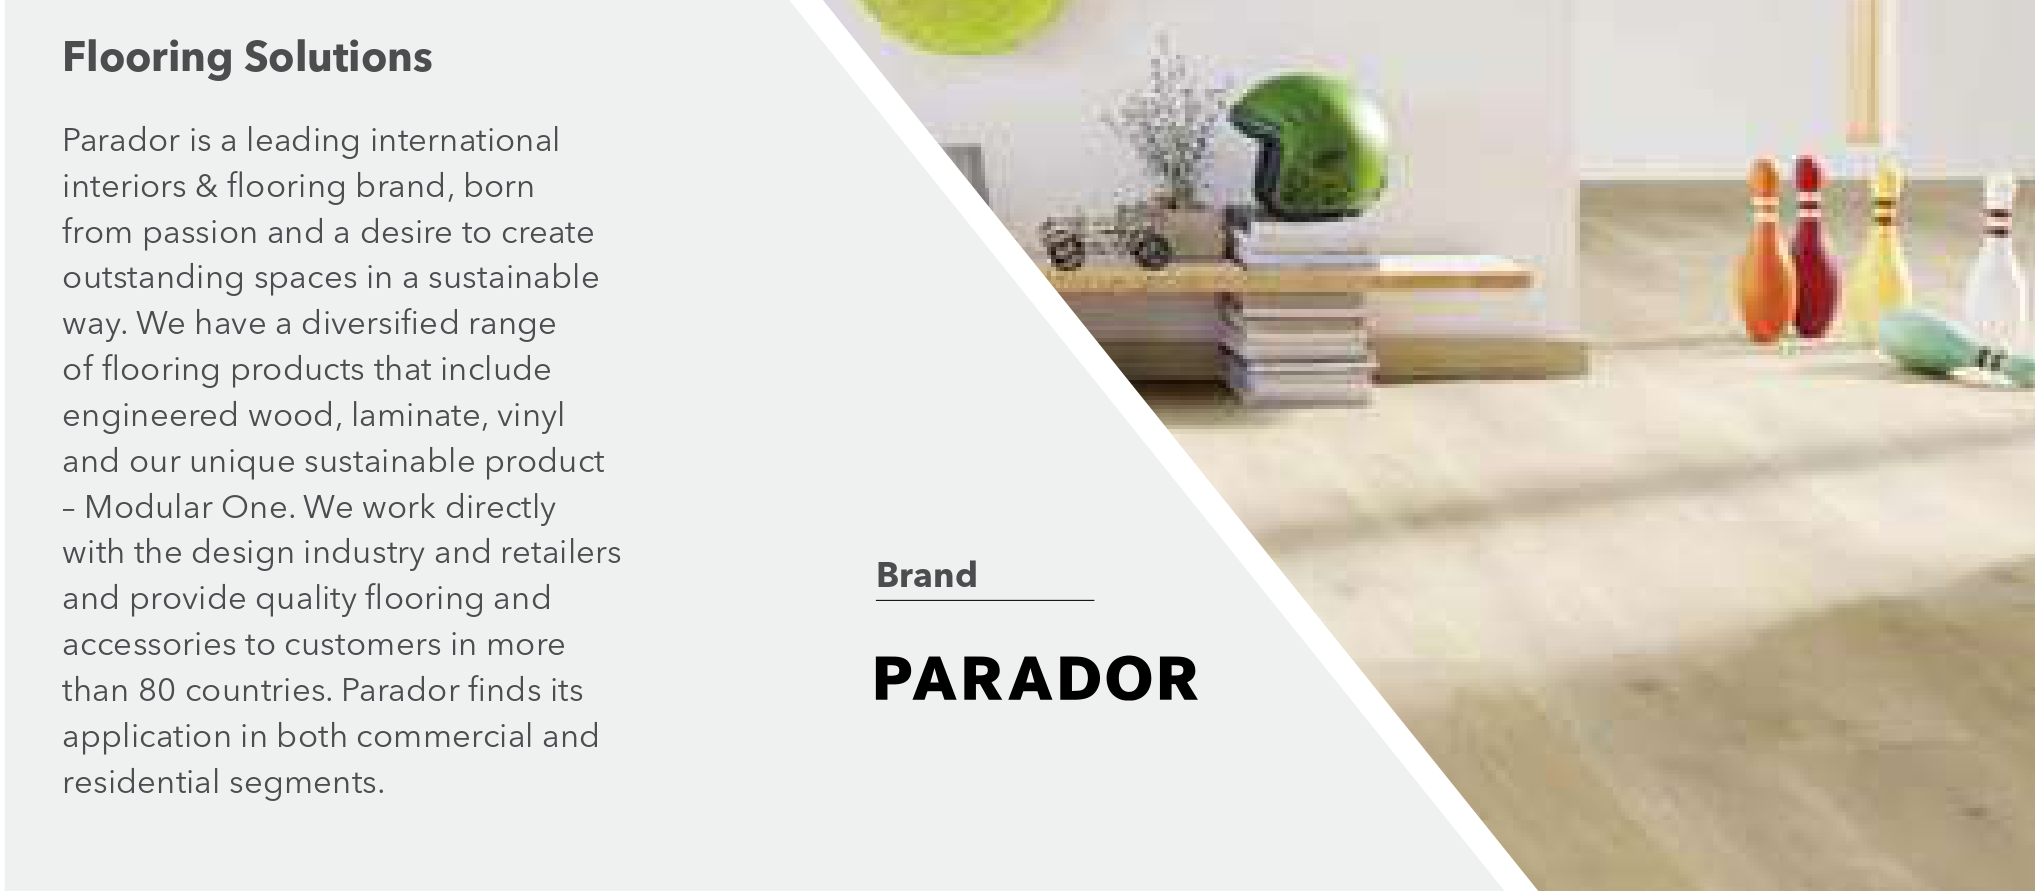 Flooring Solutions
Parador is a leading international
interiors & flooring brand, born
from passion and a desire to create
outstanding spaces in a sustainable
way. We have a diversified range
of flooring products that include
engineered wood, laminate, vinyl
and our unique sustainable product
– Modular One. We work directly
with the design industry and retailers
and provide quality flooring and
accessories to customers in more
than 80 countries. Parador finds its
application in both commercial and
residential segments.
Brand
PARADOR